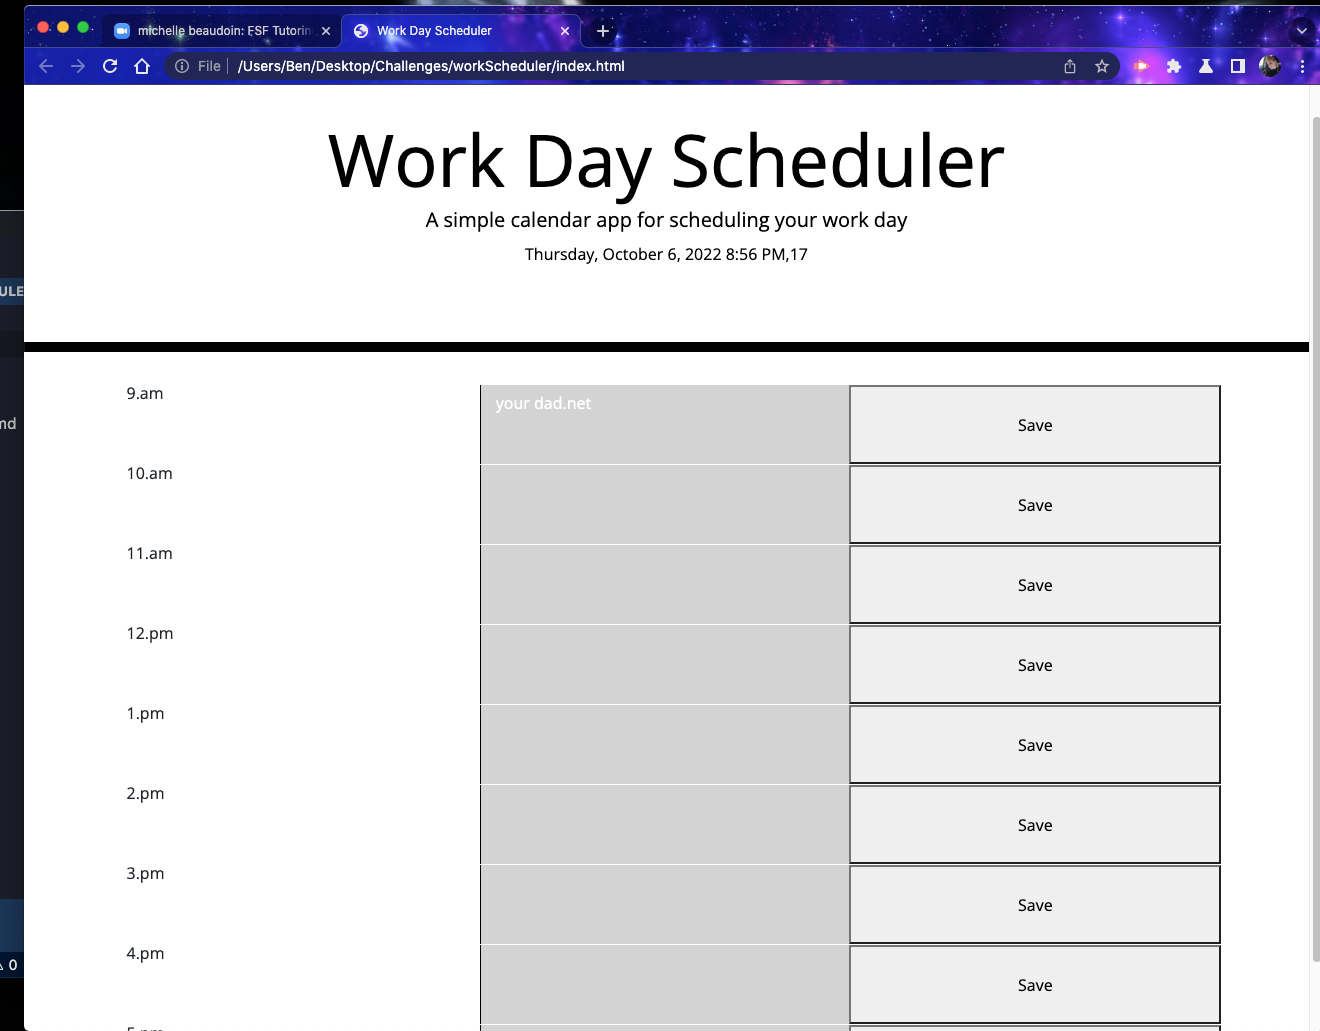 michelle beaudoin: FSF Tutorin
Work Day Scheduler
File
/Users/Ben/Desktop/Challenges/workScheduler/index.html
Work Day Scheduler
A simple calendar app for scheduling your work day
Thursday, October 6, 2022 8:56 PM,17
ULE
9.am
your dad.net
Save
md
10.am
Save
11.am
Save
12.pm
Save
1.pm
Save
2.pm
Save
3.pm
Save
4.pm
0
Save